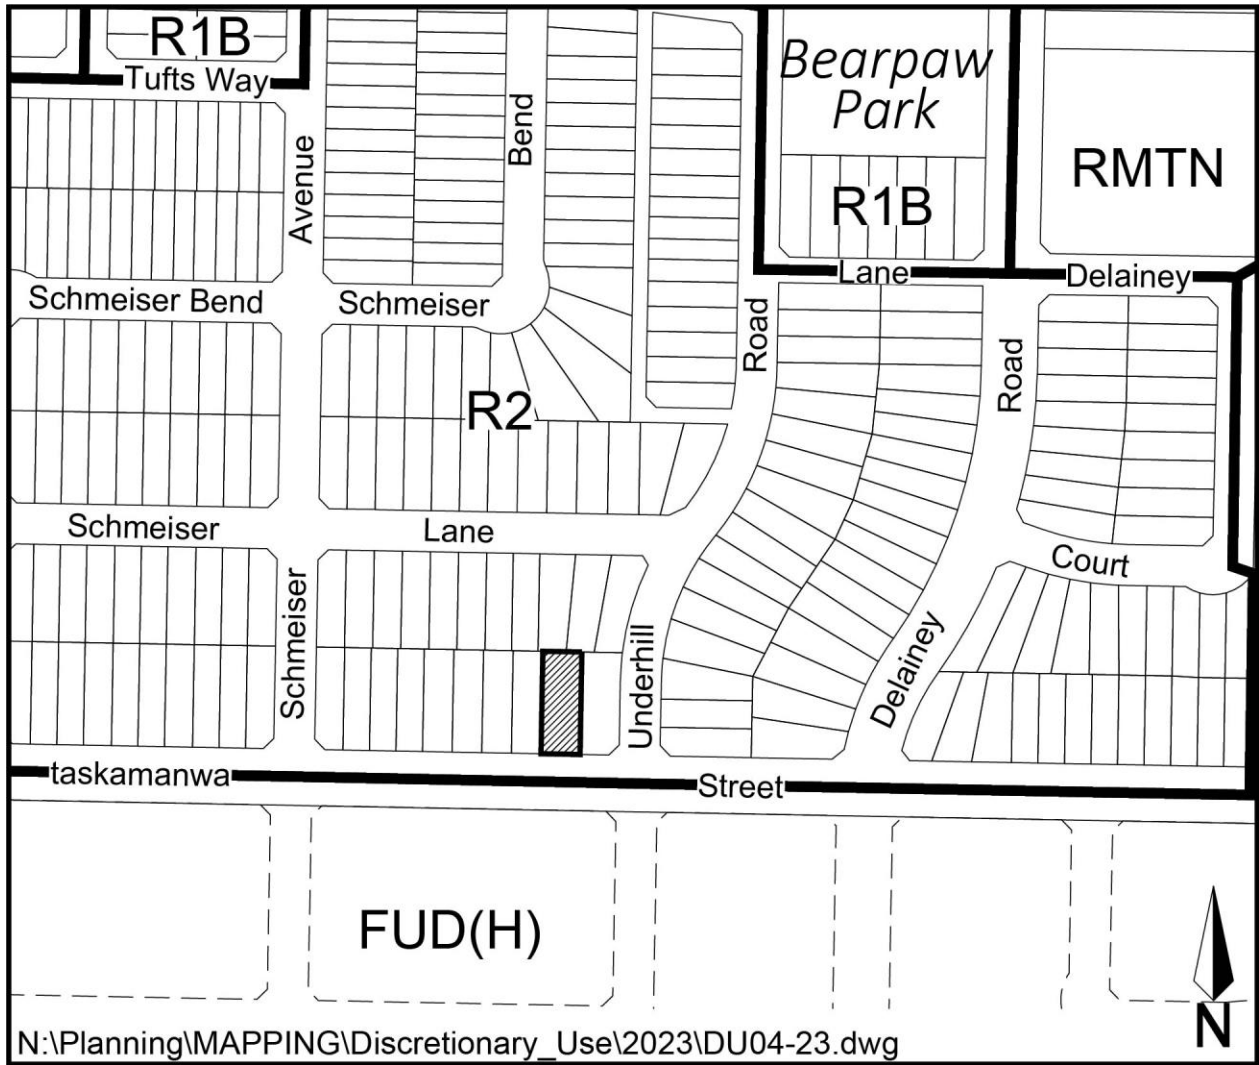 R1B
Tufts Way
Avenue
Bend
Bearpaw
Park
RMTN
R1B
Lane
Delainey
Schmeiser Bend
Schmeiser
Road
Road
R2
Schmeiser
Lane
Court
Schmeiser
Underhill
Delainey
taskamanwa
Street
FUD(H)
N
N:\Planning\MAPPING\Discretionary_Use\2023\DU04-23.dwg